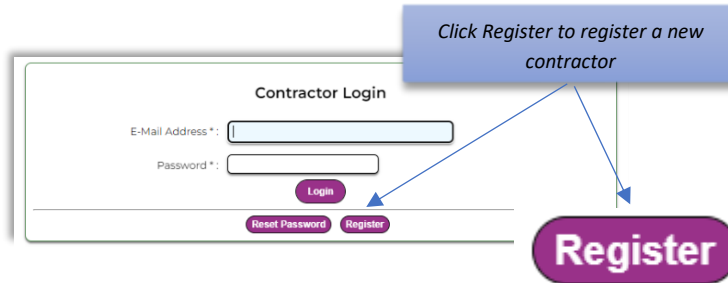 Click Register to register a new
contractor
Contractor Login
E-Mail Address * :
Password * :
Login
Reset Password Register
Register